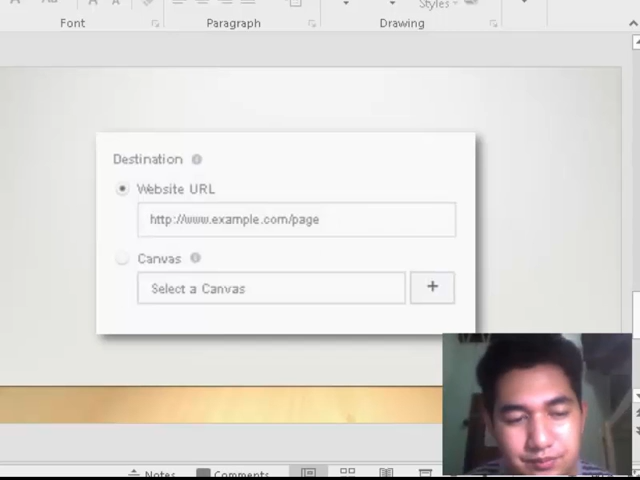 Styles
Font
Paragraph
Drawing
Destination
Website URL
http://www.example.com/page
Canvas
Select a Canvas
+
Notes
Comments